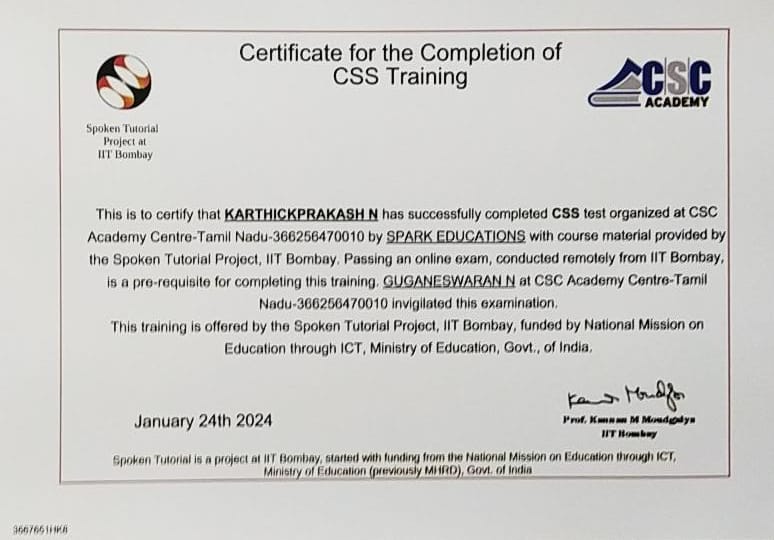 Certificate for the Completion of
CSS Training
Spoken Tutorial
Project at
IIT Bombay
CSC
ACADEMY
This is to certify that KARTHICKPRAKASH N has successfully completed CSS test organized at CSC
Academy Centre-Tamil Nadu-366256470010 by SPARK EDUCATIONS with course material provided by
the Spoken Tutorial Project, IIT Bombay. Passing an online exam, conducted remotely from IIT Bombay,
is a pre-requisite for completing this training. GUGANESWARAN N at CSC Academy Centre-Tamil
Nadu-366256470010 invigilated this examination.
This training is offered by the Spoken Tutorial Project, IIT Bombay, funded by National Mission on
Education through ICT, Ministry of Education, Govt., of India.
January 24th 2024
Prof. Kannan M Moudgalya
IIT Bombay
Spoken Tutorial is a project at IIT Bombay, started with funding from the National Mission on Education through ICT,
Ministry of Education (previously MHRD), Govt. of India